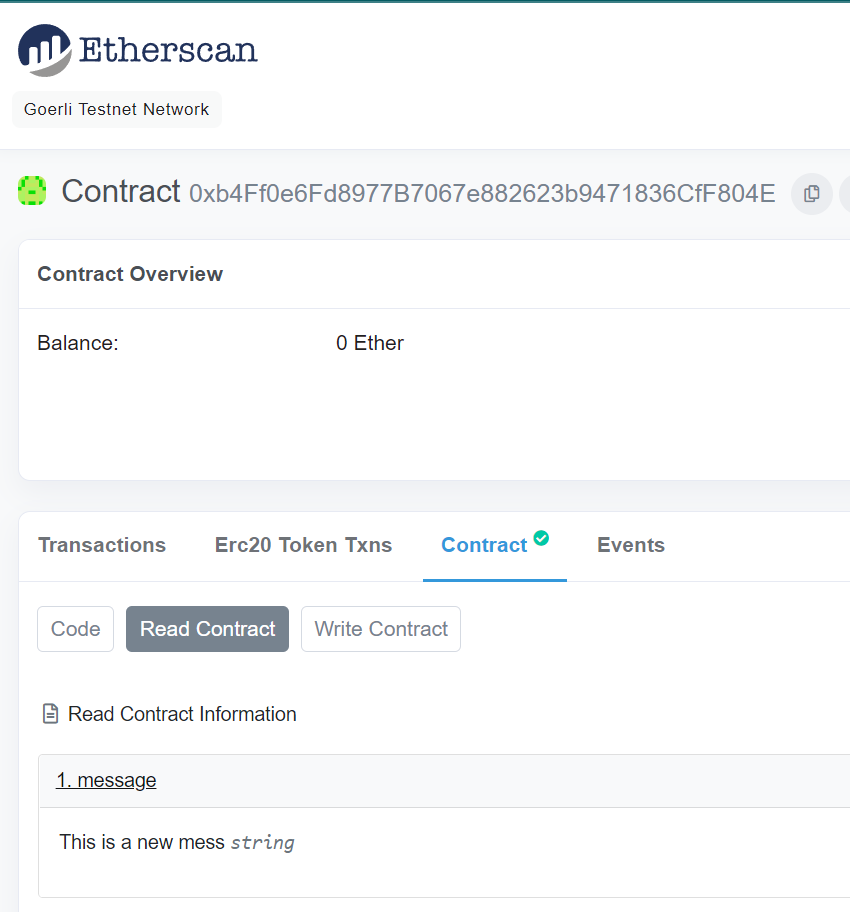 Etherscan
Goerli Testnet Network
Contract 0xb4Ff0e6Fd8977B7067e882623b9471836CfF804E
Contract Overview
Balance: 0 Ether
Transactions Erc20 Token Txns Contract Events
Code Read Contract Write Contract
Read Contract Information
1. message
This is a new mess string